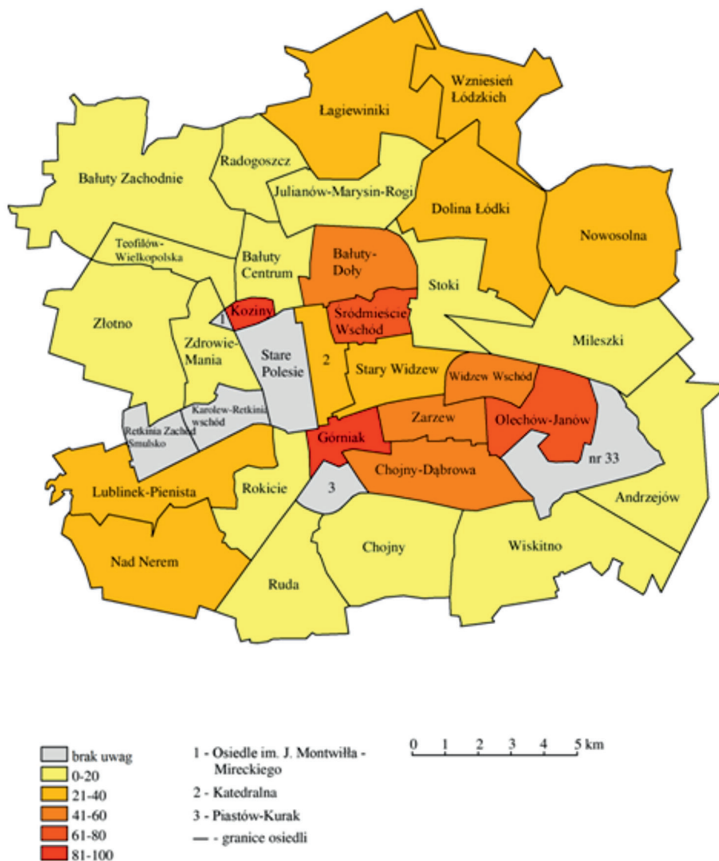 Łagiewiniki
Wzniesień
Łódzkich
Radogoszcz
Bałuty Zachodnie
Julianów-Marysin-Rogi
Dolina Łódki
Nowosolna
Teofilów-
Wielkopolska
Bałuty
Centrum
Bałuty-
Doły
Stoki
Złotno
1
Koziny
Śródmieście
Wschód
Zdrowie-
Mania
Stare
Polesie
2
Stary Widzew
Mileszki
Widzew Wschód
Karolew-Retkinia
wschód
Retkinia Zachód
Smulsko
Górniak
Zarzew
Olechów-Janów
nr 33
Lublinek-Pienista
Rokicie
3
Chojny-Dąbrowa
Andrzejów
Nad Nerem
Ruda
Chojny
Wiskitno
brak uwag
0-20
21-40
41-60
61-80
81-100
1 - Osiedle im. J. Montwiłła -
Mireckiego
2 - Katedralna
3 - Piastów-Kurak
- granice osiedli
0 1 2 3 4 5 km